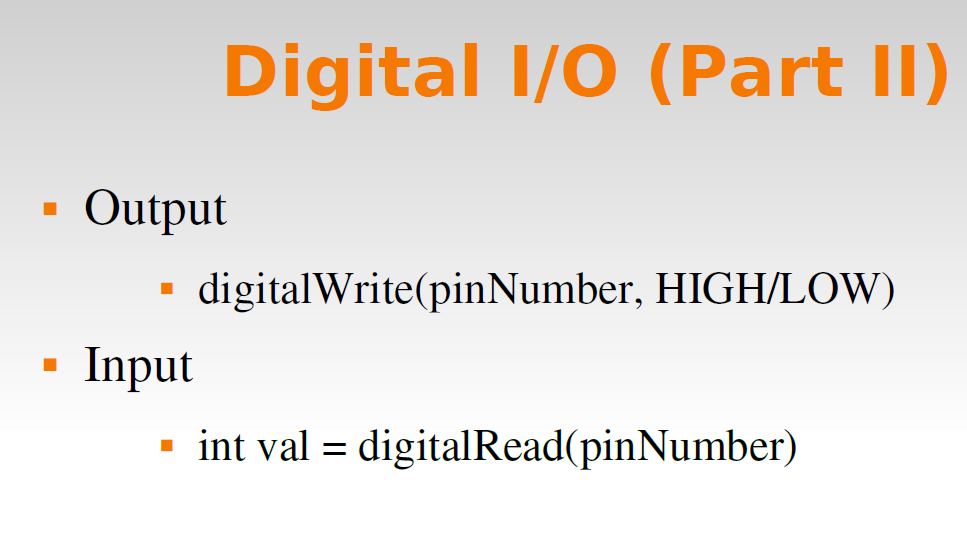 Digital I/O (Part II)
Output
digitalWrite(pinNumber, HIGH/LOW)
Input
int val = digitalRead(pinNumber)